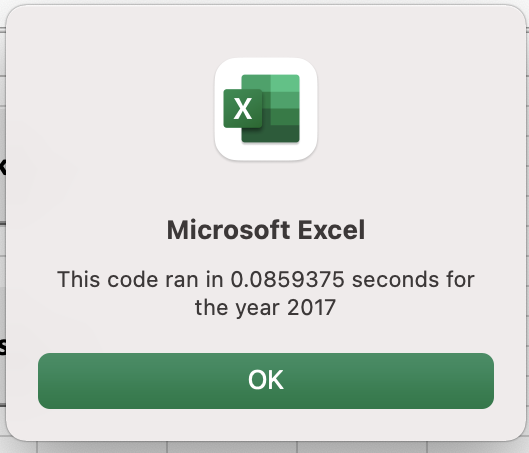 X
Microsoft Excel
This code ran in 0.0859375 seconds for
the year 2017
OK